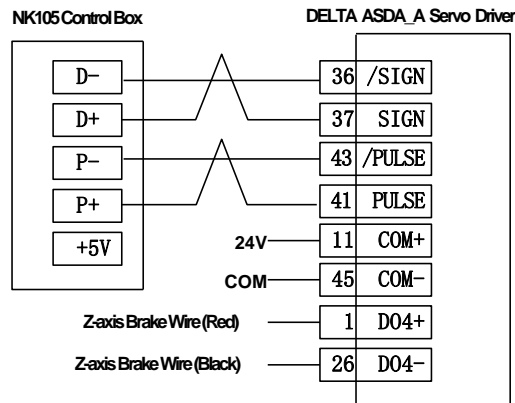 NK105 Control Box DELTA ASDA_A Servo Driver
D- 36 /SIGN
D+ 37 SIGN
P- 43 /PULSE
P+ 41 PULSE
+5V 24V 11 COM+
COM 45 COM-
Z-axis Brake Wire (Red) 1 DO4+
Z-axis Brake Wire (Black) 26 DO4-